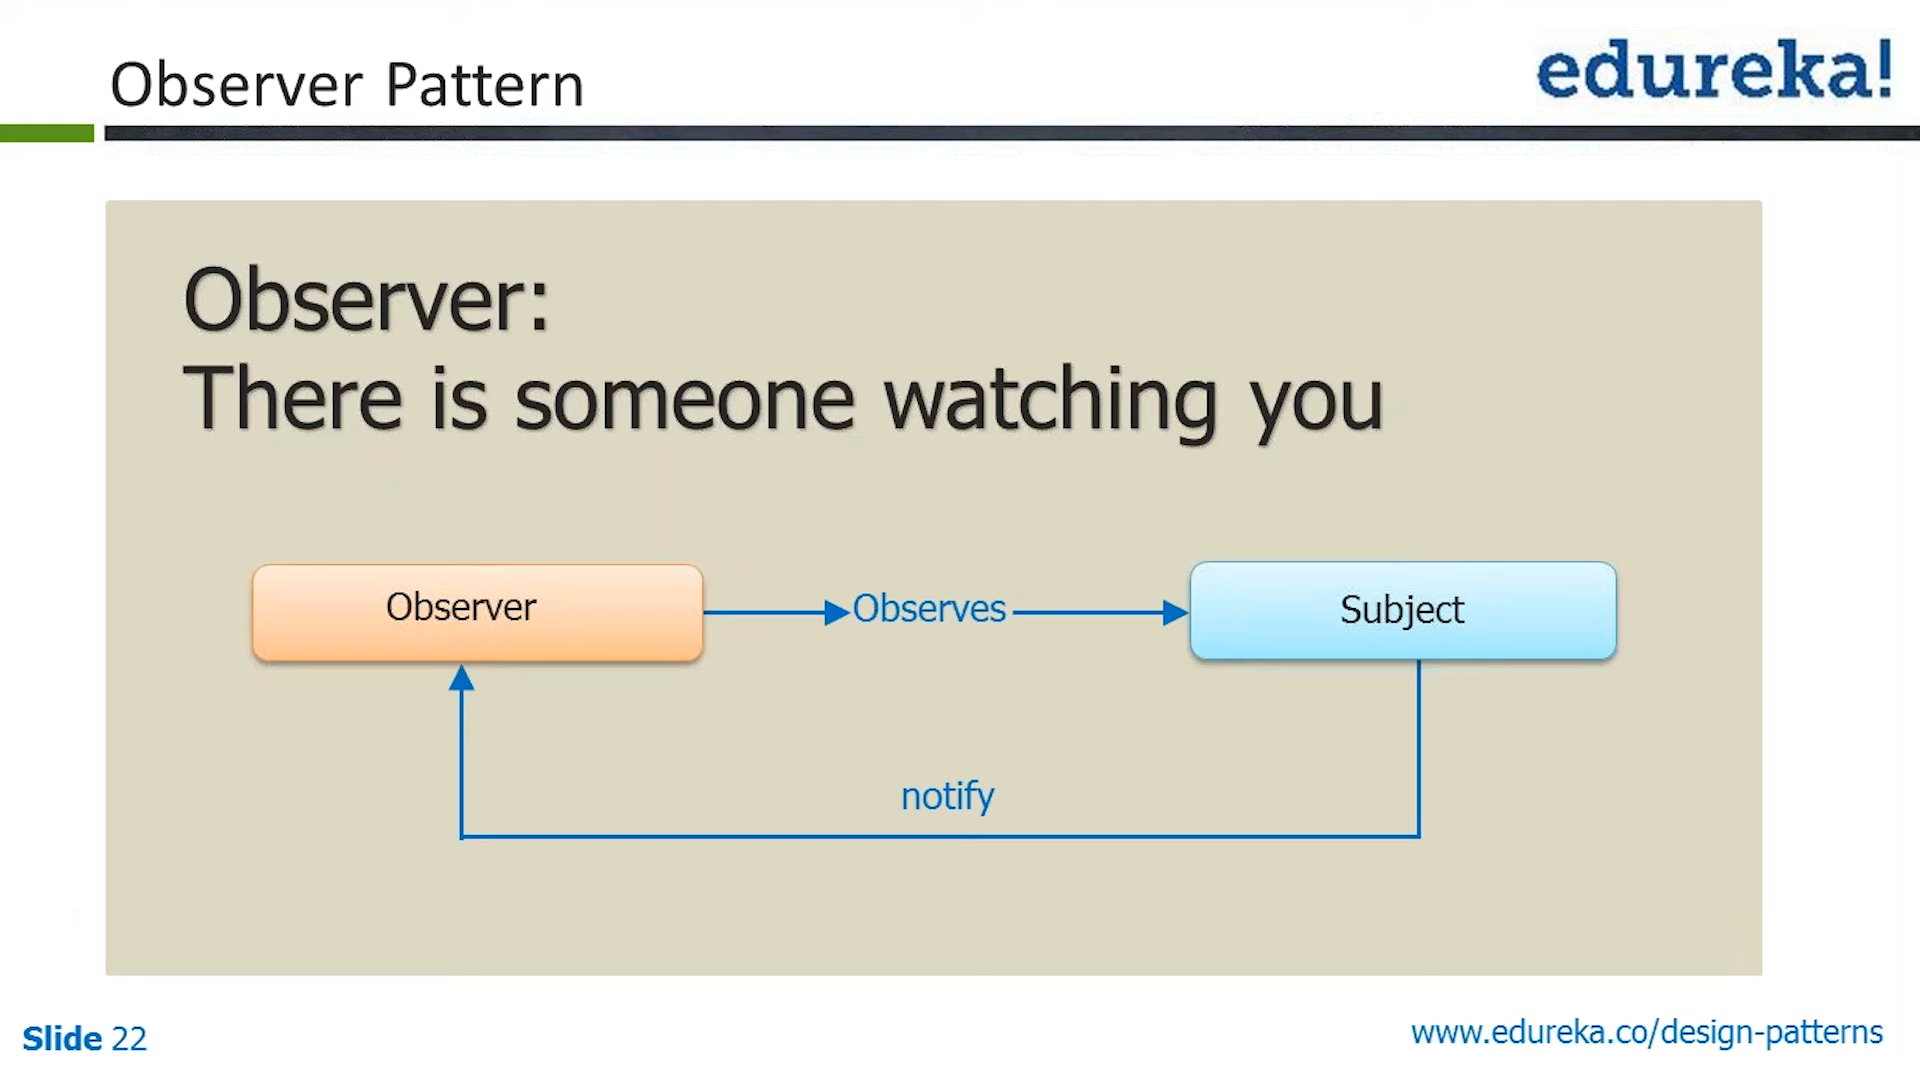 Observer Pattern
edureka!
Observer:
There is someone watching you
Observer
Observes
Subject
notify
Slide 22
www.edureka.co/design-patterns